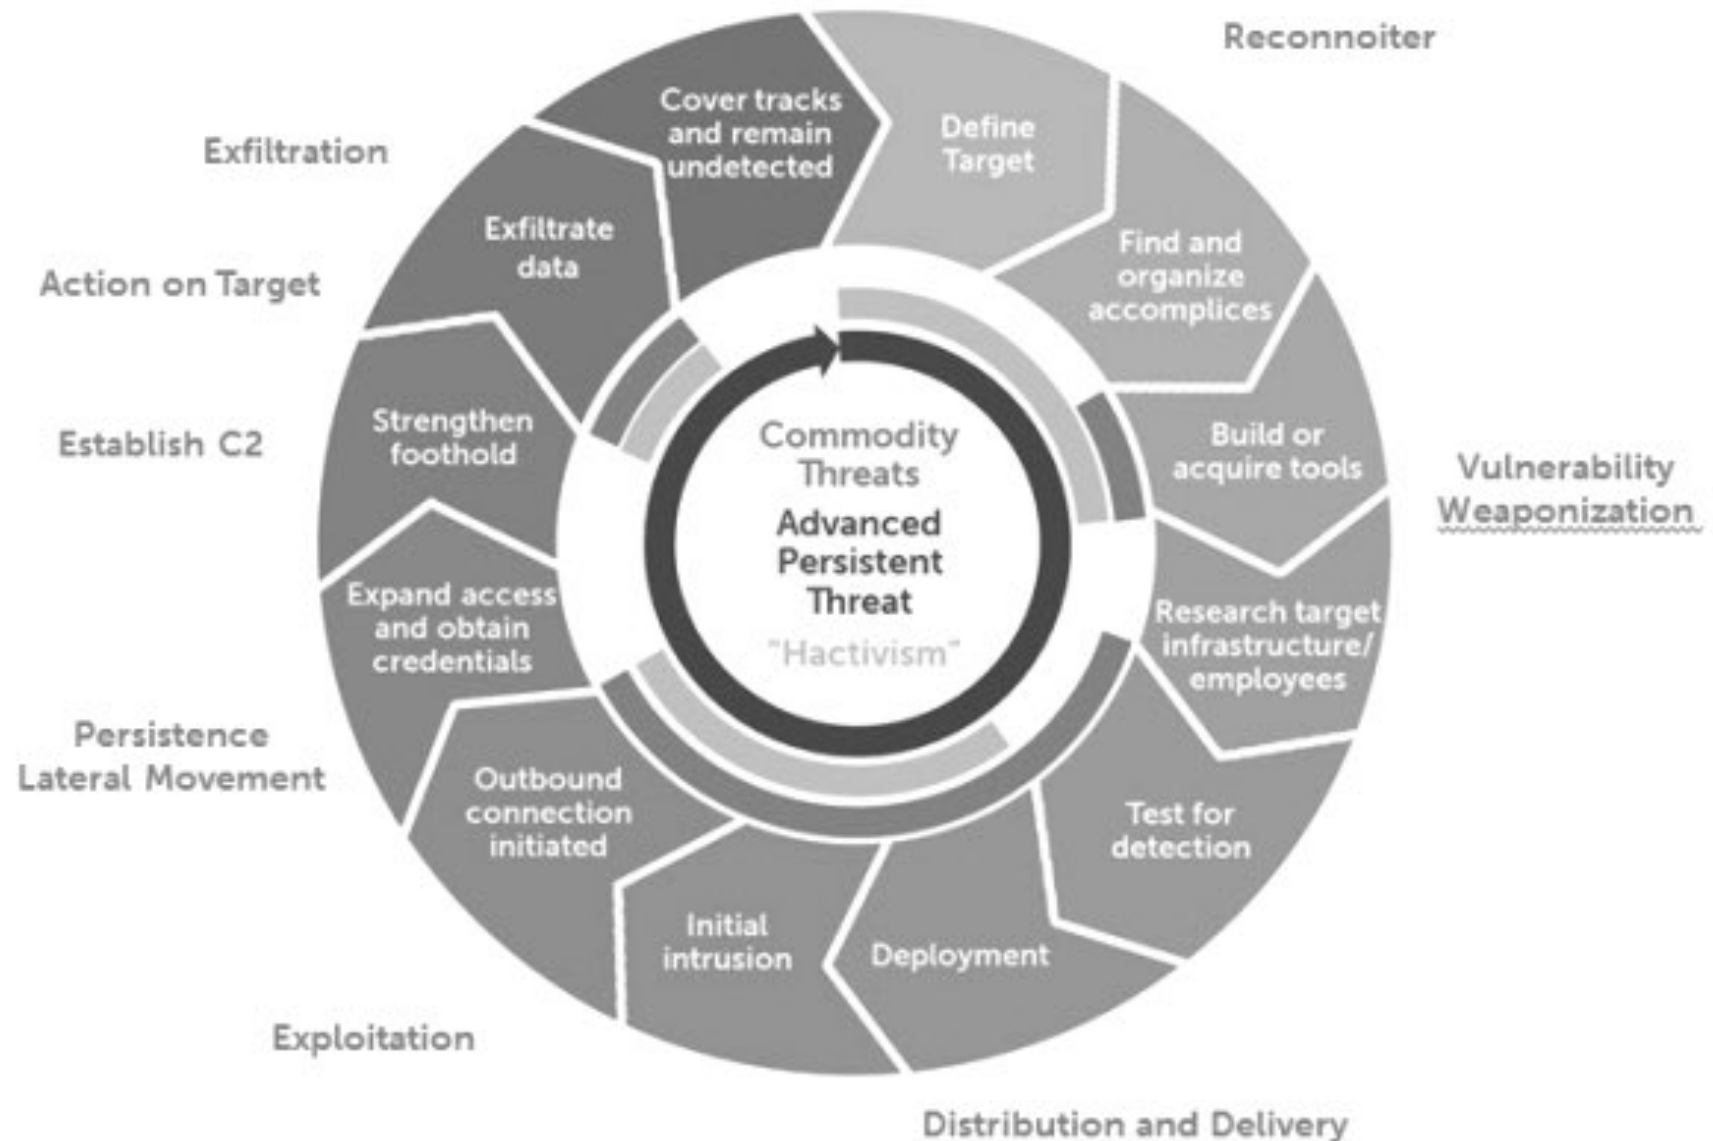 Reconnoiter
Define
Target
Find and
organize
accomplices
Build or
acquire tools
Vulnerability
Weaponization
Research target
infrastructure/
employees
Test for
detection
Deployment
Distribution and Delivery
Initial
intrusion
Exploitation
Outbound
connection
initiated
Persistence
Lateral Movement
Expand access
and obtain
credentials
Establish C2
Strengthen
foothold
Action on Target
Exfiltrate
data
Exfiltration
Cover tracks
and remain
undetected
Commodity
Threats
Advanced
Persistent
Threat
"Hactivism"